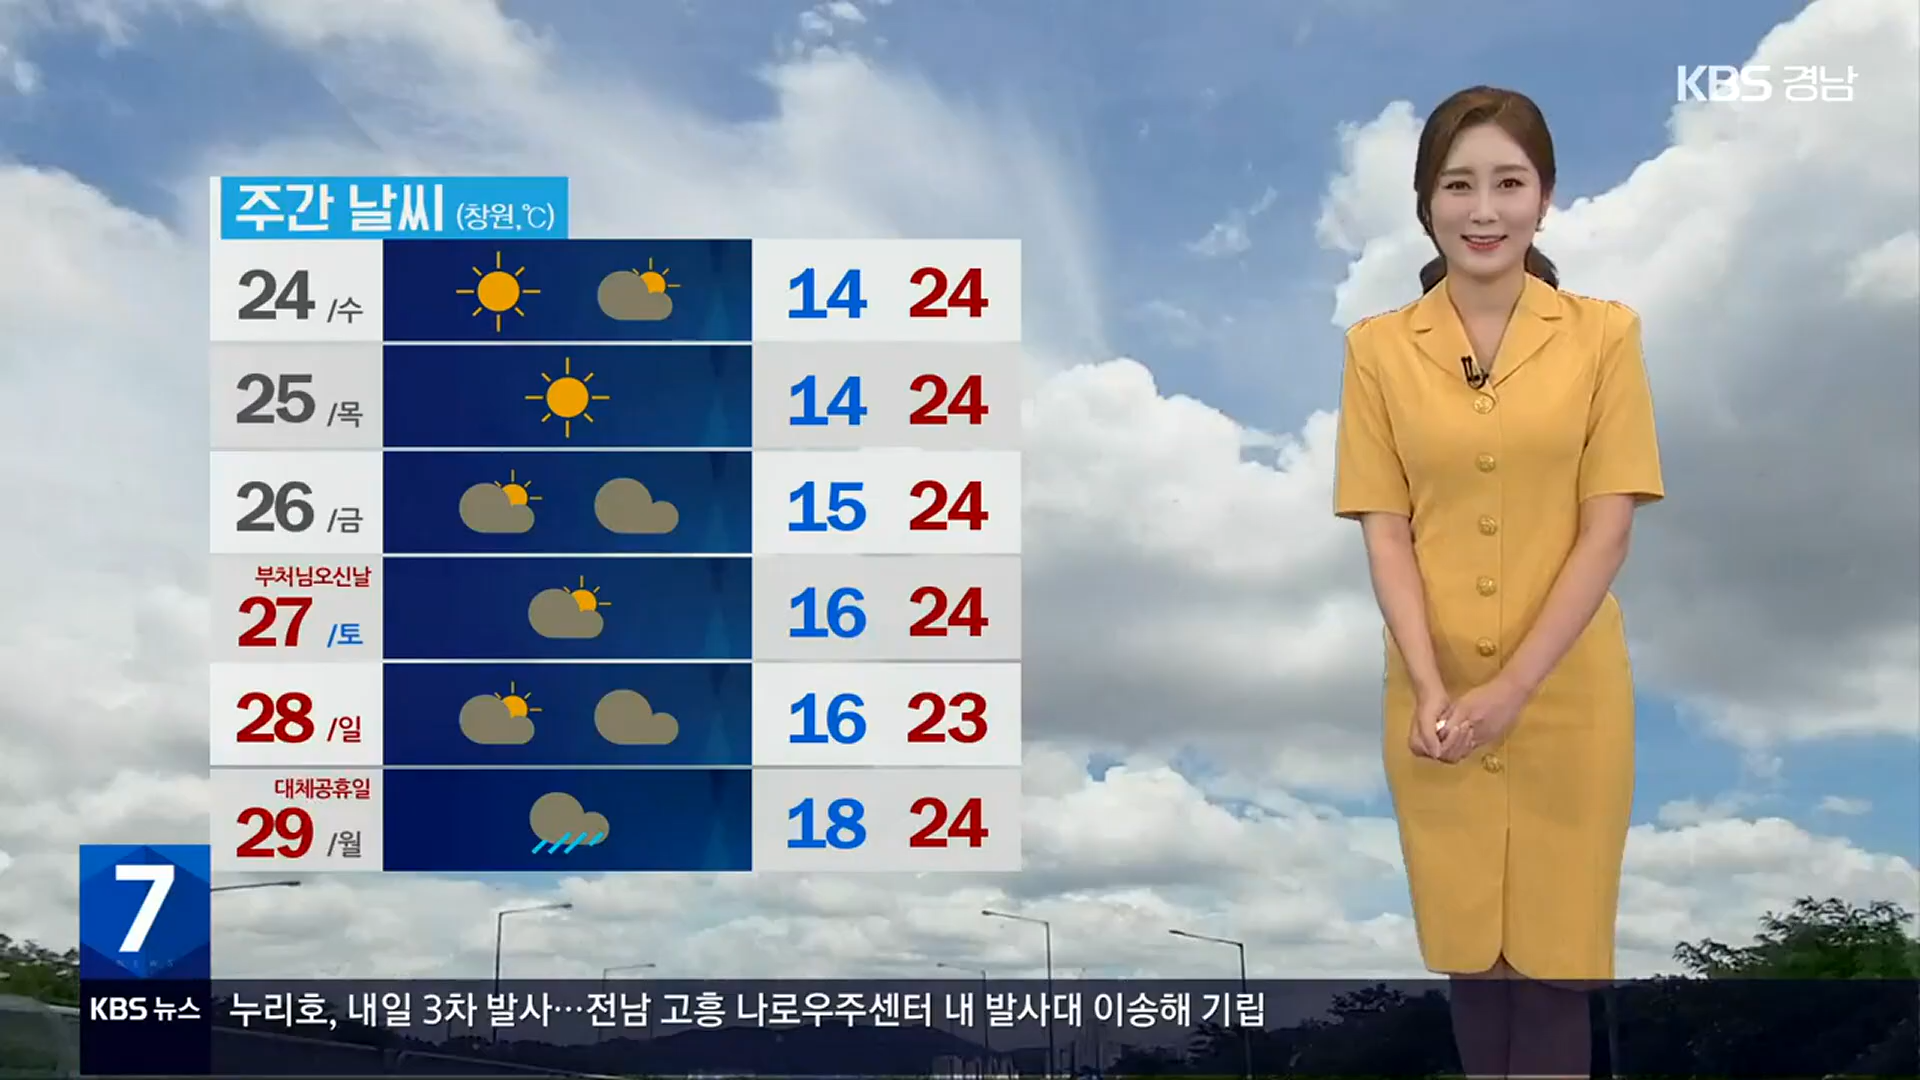 KBS 경남
주간 날씨 (창원,℃)
24 /수 14 24
25 /목 14 24
26 /금 15 24
부처님오신날
27 /토 16 24
28 /일 16 23
대체공휴일
29 /월 18 24
7
NEWS
KBS 뉴스 누리호, 내일 3차 발사…전남 고흥 나로우주센터 내 발사대 이송해 기립